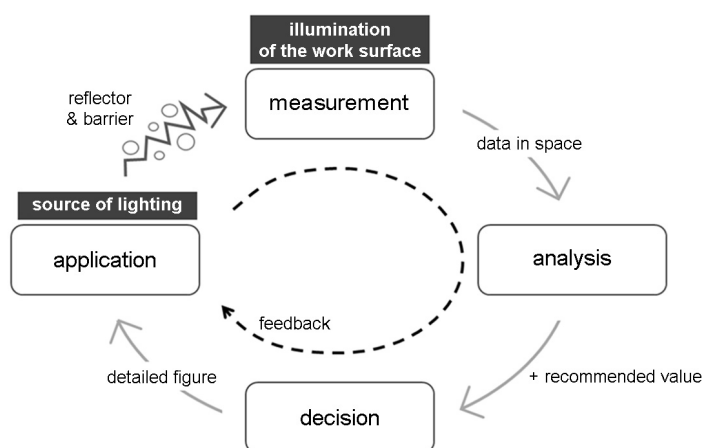 illumination
of the work surface
measurement
reflector
& barrier
data in space
source of lighting
application
analysis
feedback
detailed figure
+ recommended value
decision